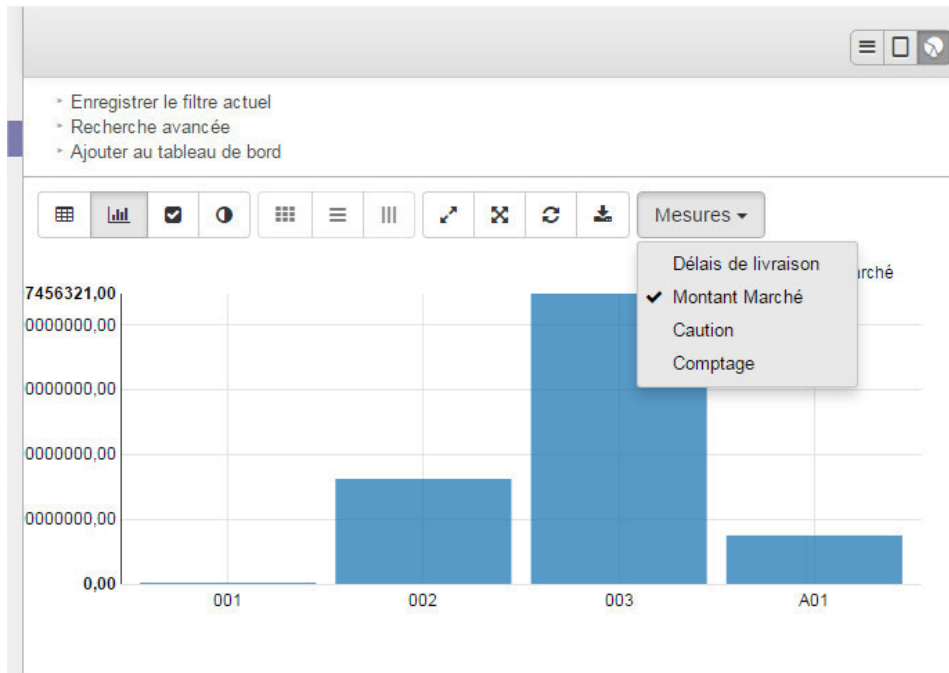 Enregistrer le filtre actuel
Recherche avancée
Ajouter au tableau de bord
Mesures
Délais de livraison
Montant Marché
Caution
Comptage
rché
7456321,00
0000000,00
0000000,00
0000000,00
0000000,00
0,00
001 002 003 A01